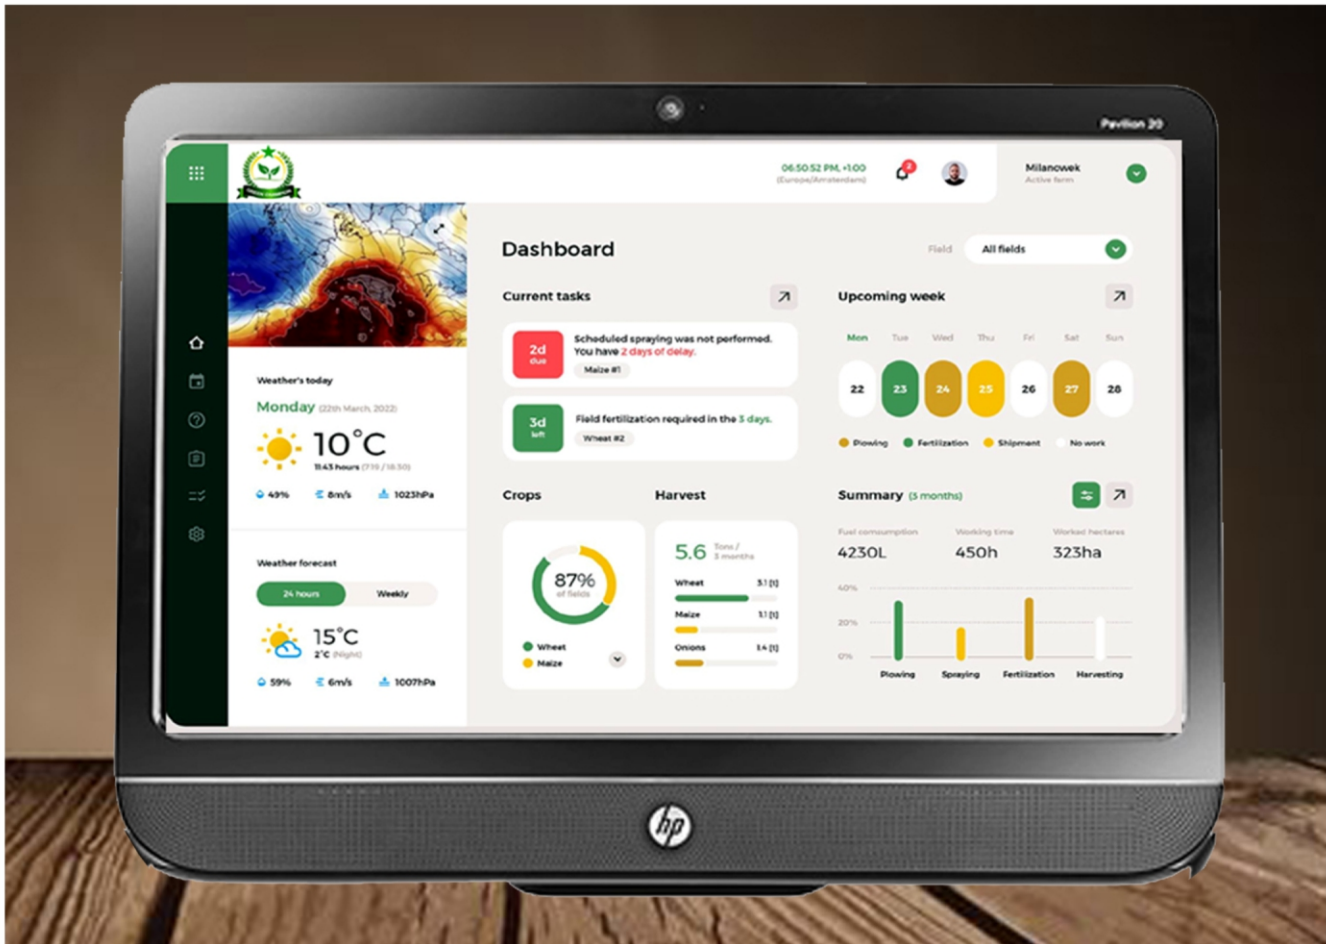 Pavilion 20
06:50:52 PM, +1:00
(Europe/Amsterdam)
2
Milanowek
Active farm
Dashboard
Field
All fields
Current tasks
2d
due
Scheduled spraying was not performed.
You have 2 days of delay.
Maize #1
3d
left
Field fertilization required in the 3 days.
Wheat #2
Upcoming week
Mon Tue Wed Thu Fri Sat Sun
22 23 24 25 26 27 28
Plowing Fertilization Shipment No work
Weather's today
Monday (22th March, 2022)
10°C
11:43 hours (7:19 / 18:50)
49% 8m/s 1023hPa
Weather forecast
24 hours Weekly
15°C
2°C (Night)
59% 6m/s 1007hPa
Crops
87%
of fields
Wheat
Maize
Harvest
5.6 Tons /
3 months
Wheat 3.1 [t]
Maize 1.1 [t]
Onions 1.4 [t]
Summary (3 months)
Fuel comsumption Working time Worked hectares
4230L 450h 323ha
40%
20%
0%
Plowing Spraying Fertilization Harvesting
hp